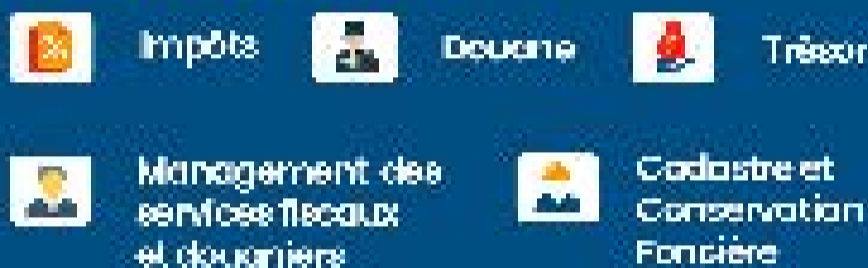 Impôts
Douane
Trésor
Management des
services fiscaux
et douaniers
Cadastre et
Conservation
Foncière